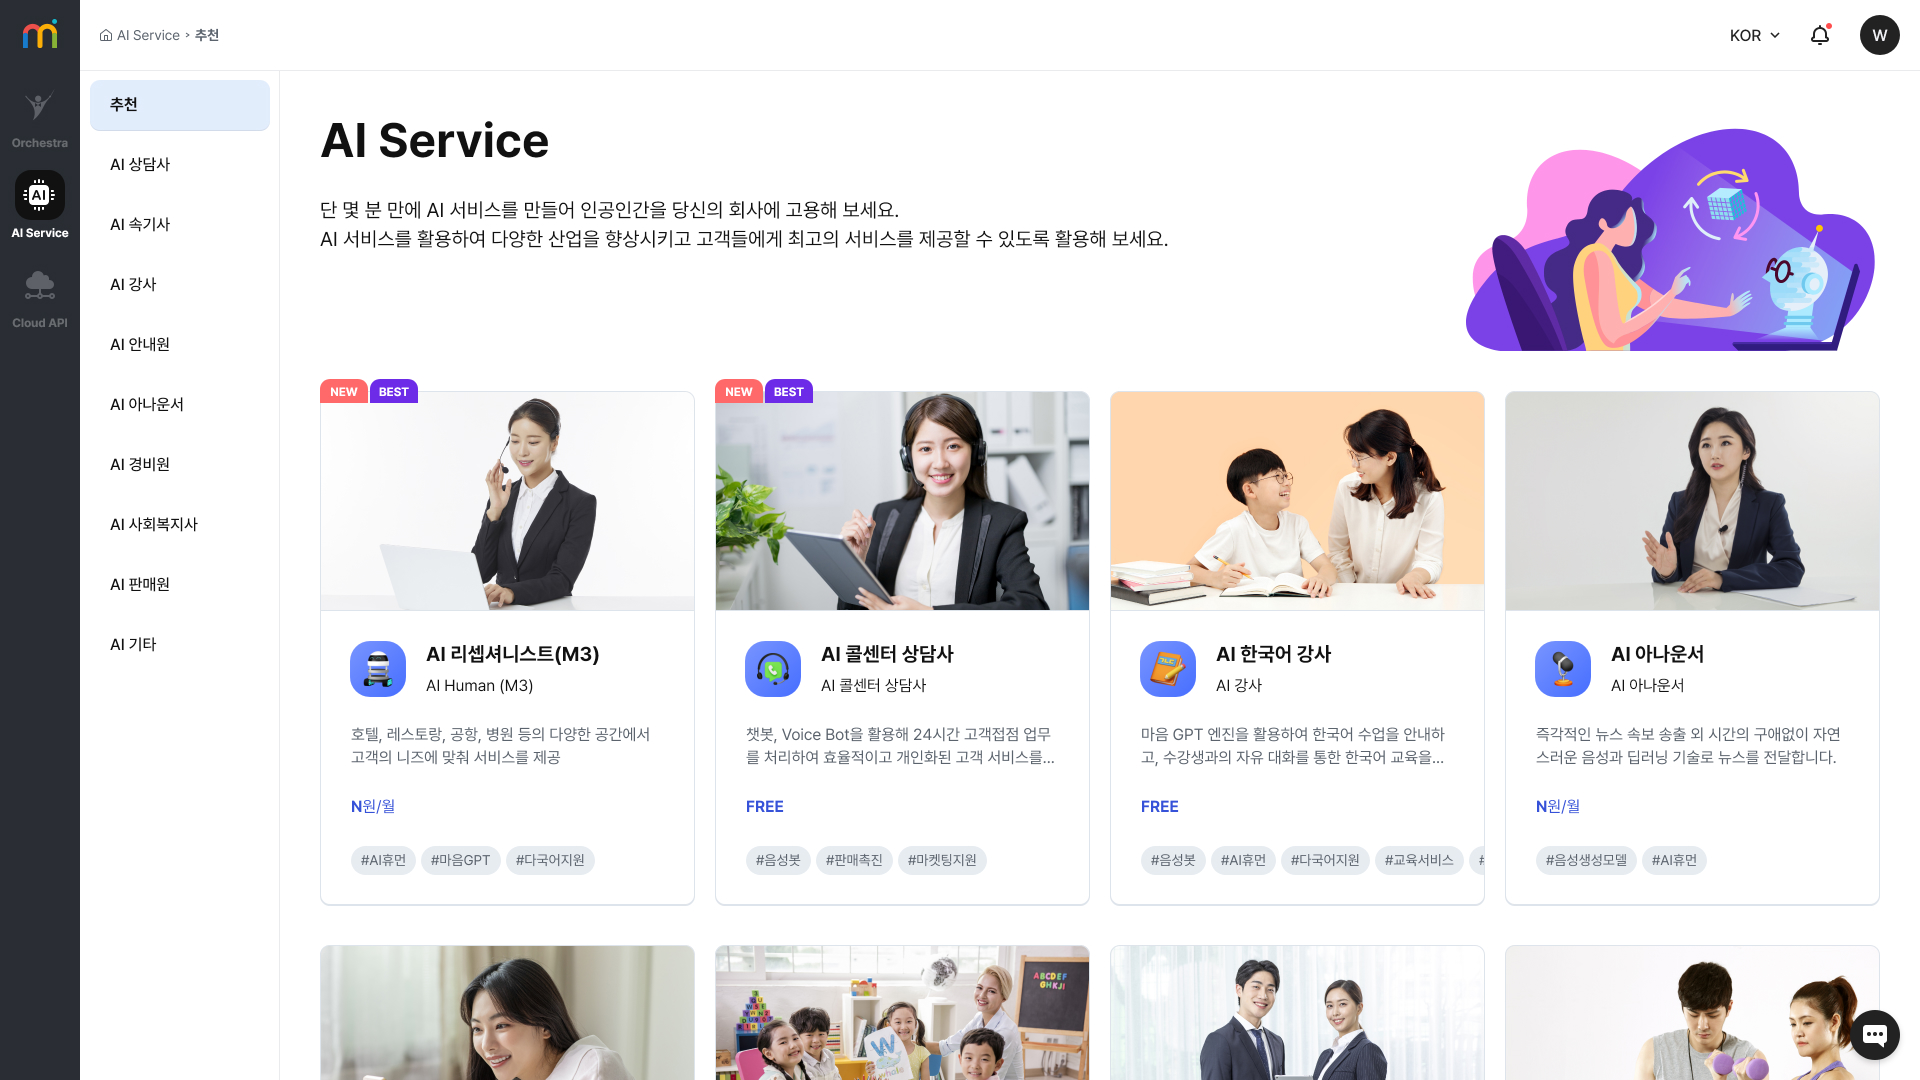 AI Service > 추천
KOR
W
Orchestra
AI
AI Service
Cloud API
추천
AI 상담사
AI 속기사
AI 강사
AI 안내원
AI 아나운서
AI 경비원
AI 사회복지사
AI 판매원
AI 기타
AI Service
단 몇 분 만에 AI 서비스를 만들어 인공인간을 당신의 회사에 고용해 보세요.
AI 서비스를 활용하여 다양한 산업을 향상시키고 고객들에게 최고의 서비스를 제공할 수 있도록 활용해 보세요.
NEW BEST
AI 리셉셔니스트(M3)
AI Human (M3)
호텔, 레스토랑, 공항, 병원 등의 다양한 공간에서
고객의 니즈에 맞춰 서비스를 제공
N원/월
#AI휴먼 #마음GPT #다국어지원
NEW BEST
AI 콜센터 상담사
AI 콜센터 상담사
챗봇, Voice Bot을 활용해 24시간 고객접점 업무
를 처리하여 효율적이고 개인화된 고객 서비스를...
FREE
#음성봇 #판매촉진 #마켓팅지원
AI 한국어 강사
AI 강사
마음 GPT 엔진을 활용하여 한국어 수업을 안내하
고, 수강생과의 자유 대화를 통한 한국어 교육을...
FREE
#음성봇 #AI휴먼 #다국어지원 #교육서비스 #
AI 아나운서
AI 아나운서
즉각적인 뉴스 속보 송출 외 시간의 구애없이 자연
스러운 음성과 딥러닝 기술로 뉴스를 전달합니다.
N원/월
#음성생성모델 #AI휴먼
ABCDEF
GHKJI
W
Whale